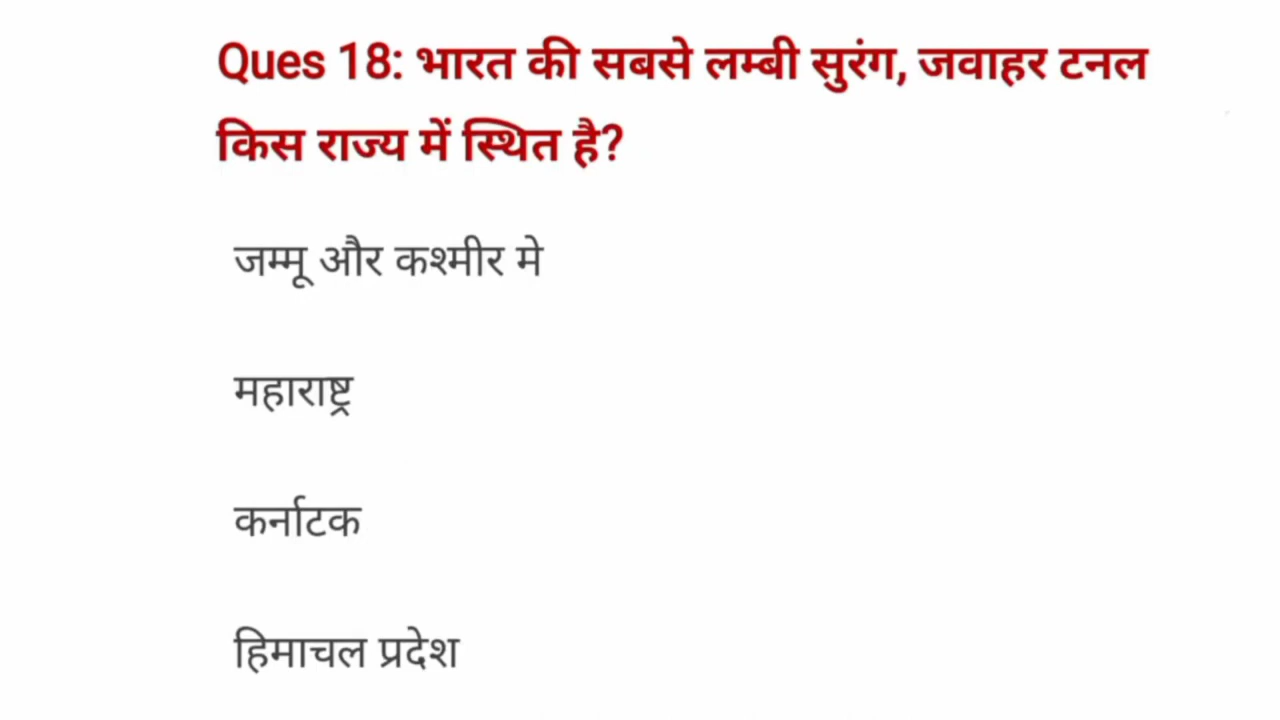 Ques 18: भारत की सबसे लम्बी सुरंग, जवाहर टनल
किस राज्य में स्थित है?
जम्मू और कश्मीर मे
महाराष्ट्र
कर्नाटक
हिमाचल प्रदेश